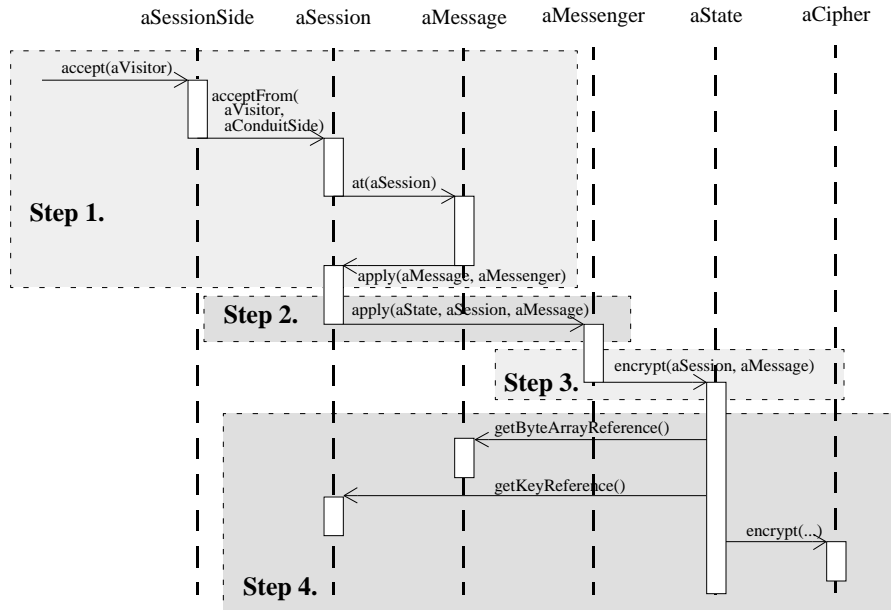 aSessionSide aSession aMessage aMessenger aState aCipher
accept(aVisitor)
acceptFrom(
aVisitor,
aConduitSide)
at(aSession)
Step 1.
apply(aMessage, aMessenger)
Step 2.
apply(aState, aSession, aMessage)
encrypt(aSession, aMessage)
Step 3.
getByteArrayReference()
getKeyReference()
encrypt(...)
Step 4.